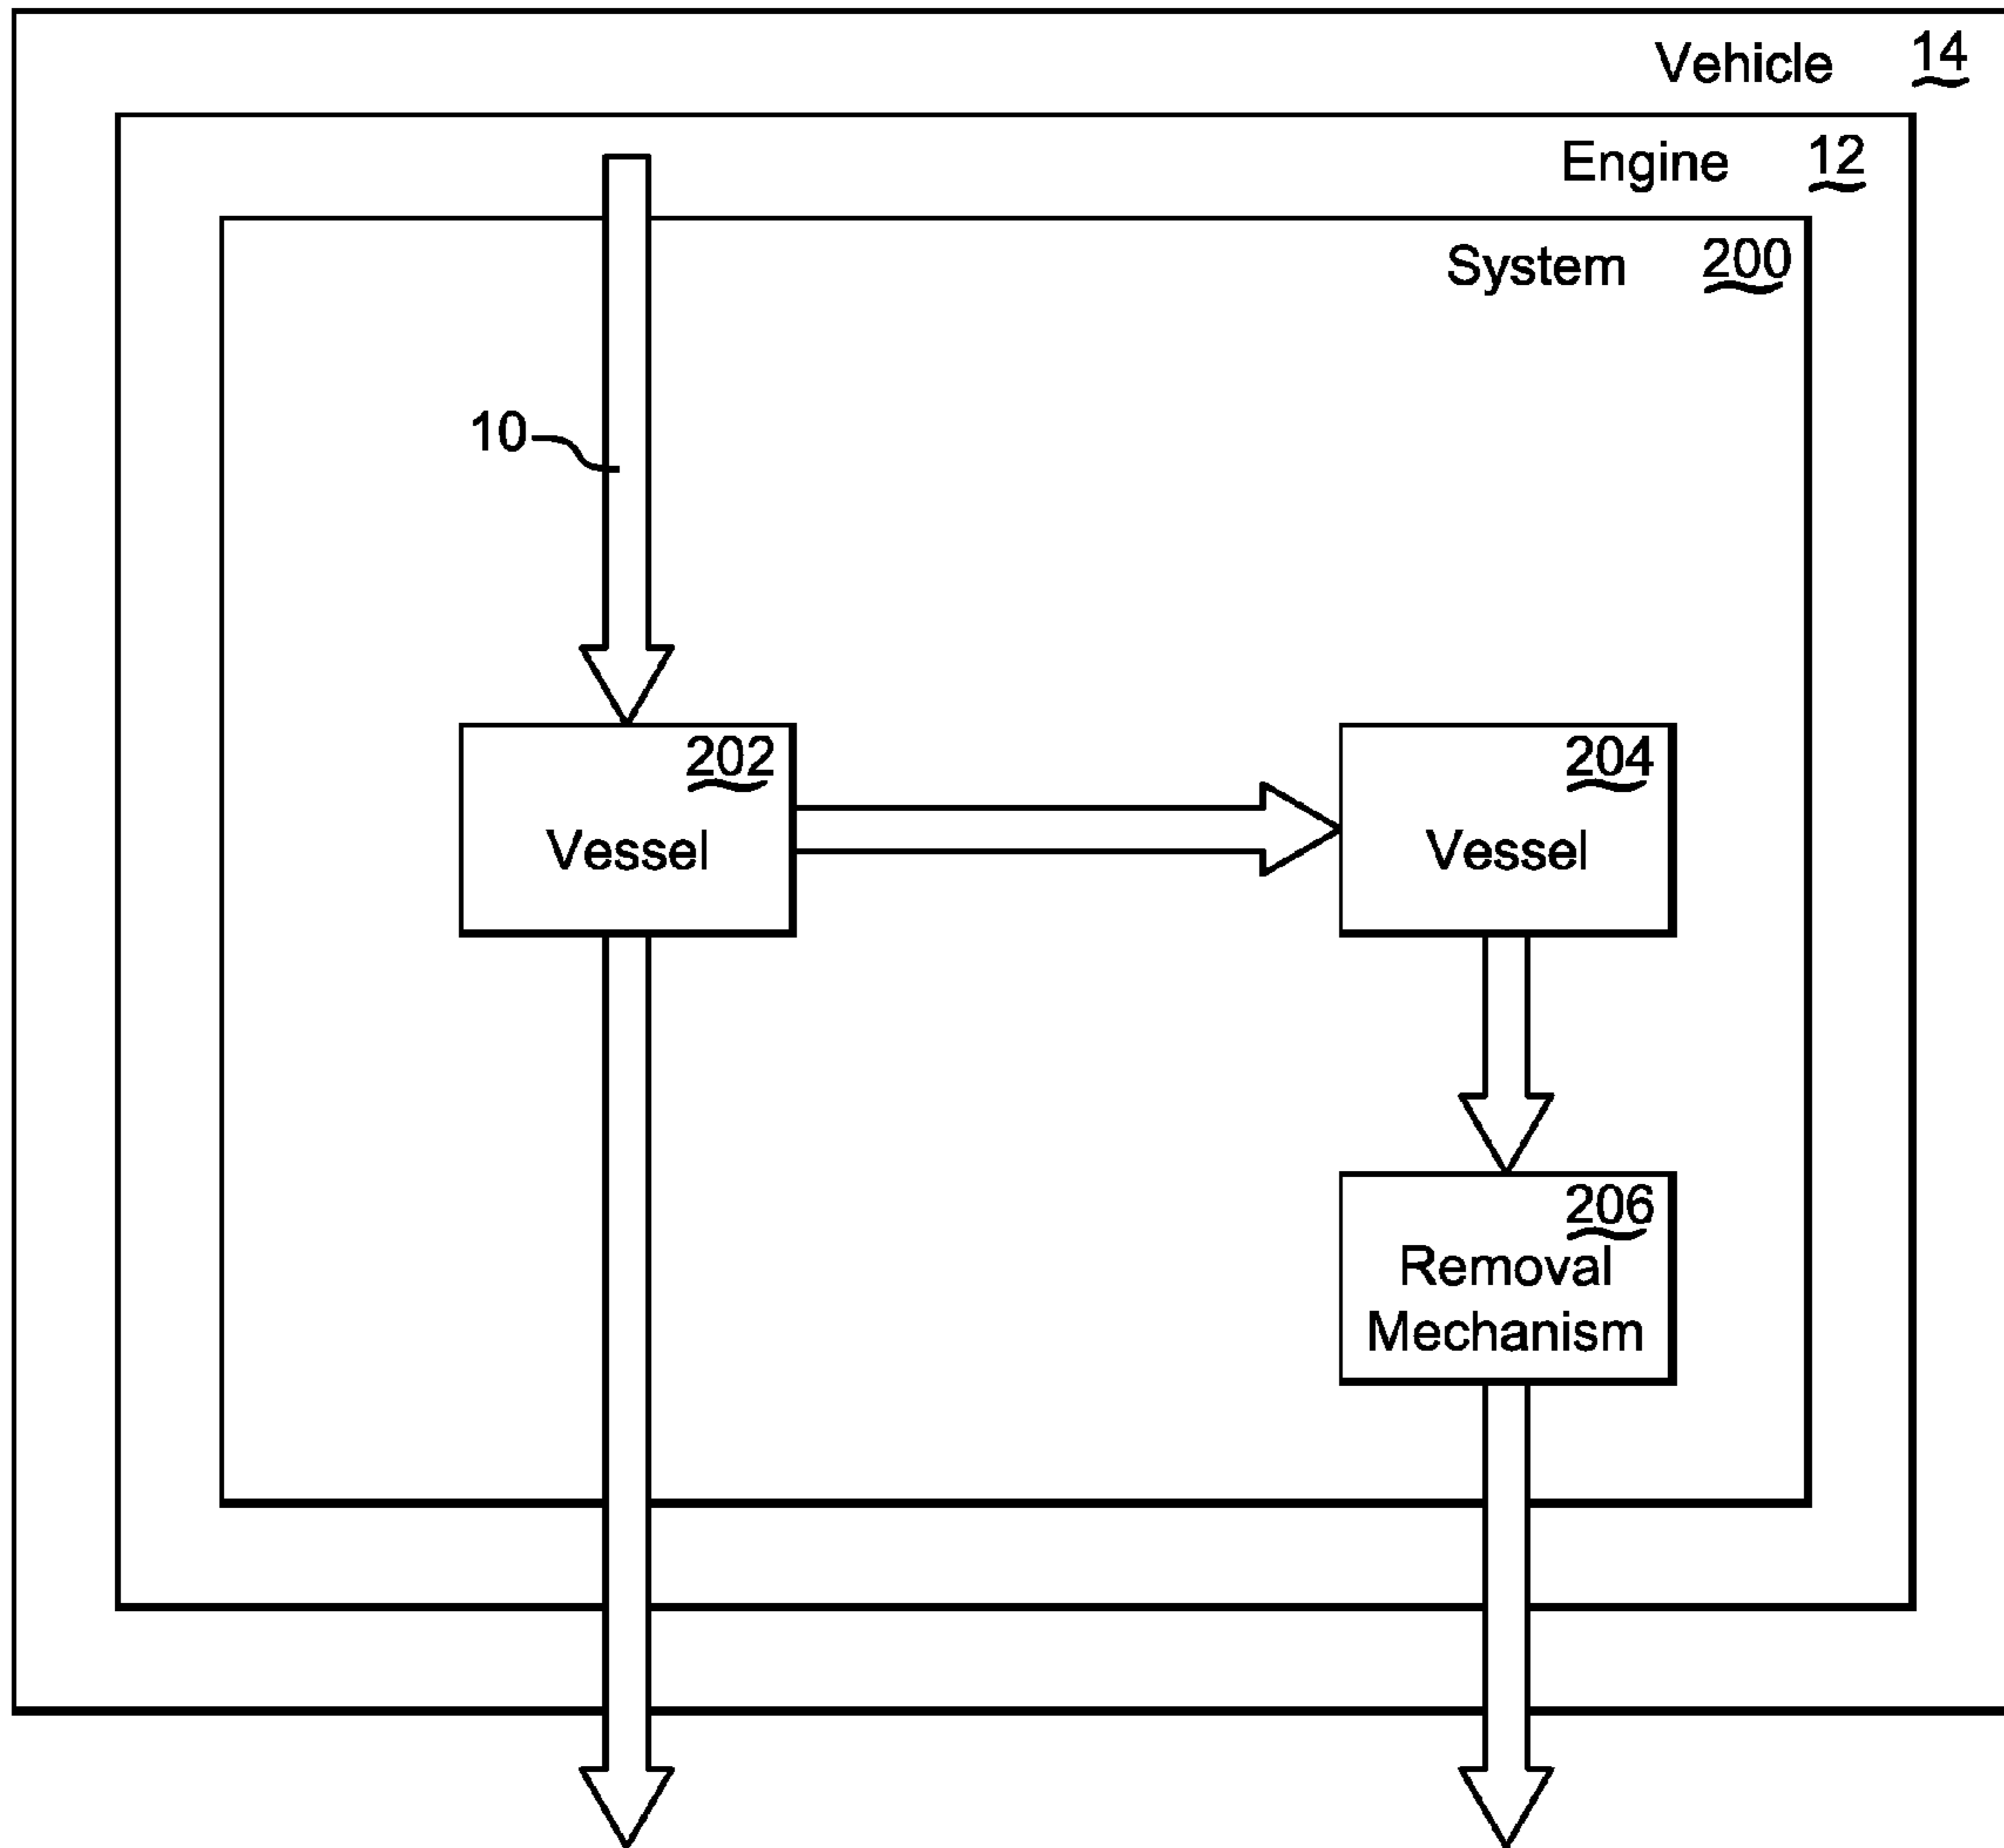 Vehicle 14
Engine 12
System 200
10
202
Vessel
204
Vessel
206
Removal
Mechanism